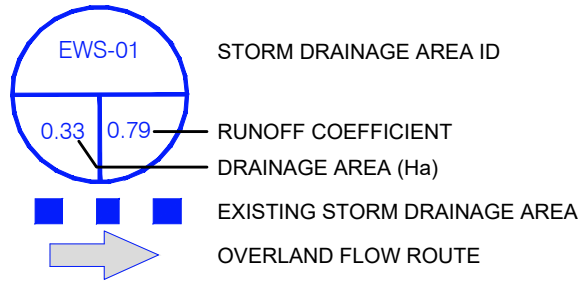 EWS-01 STORM DRAINAGE AREA ID
0.33 0.79 RUNOFF COEFFICIENT
DRAINAGE AREA (Ha)
EXISTING STORM DRAINAGE AREA
OVERLAND FLOW ROUTE